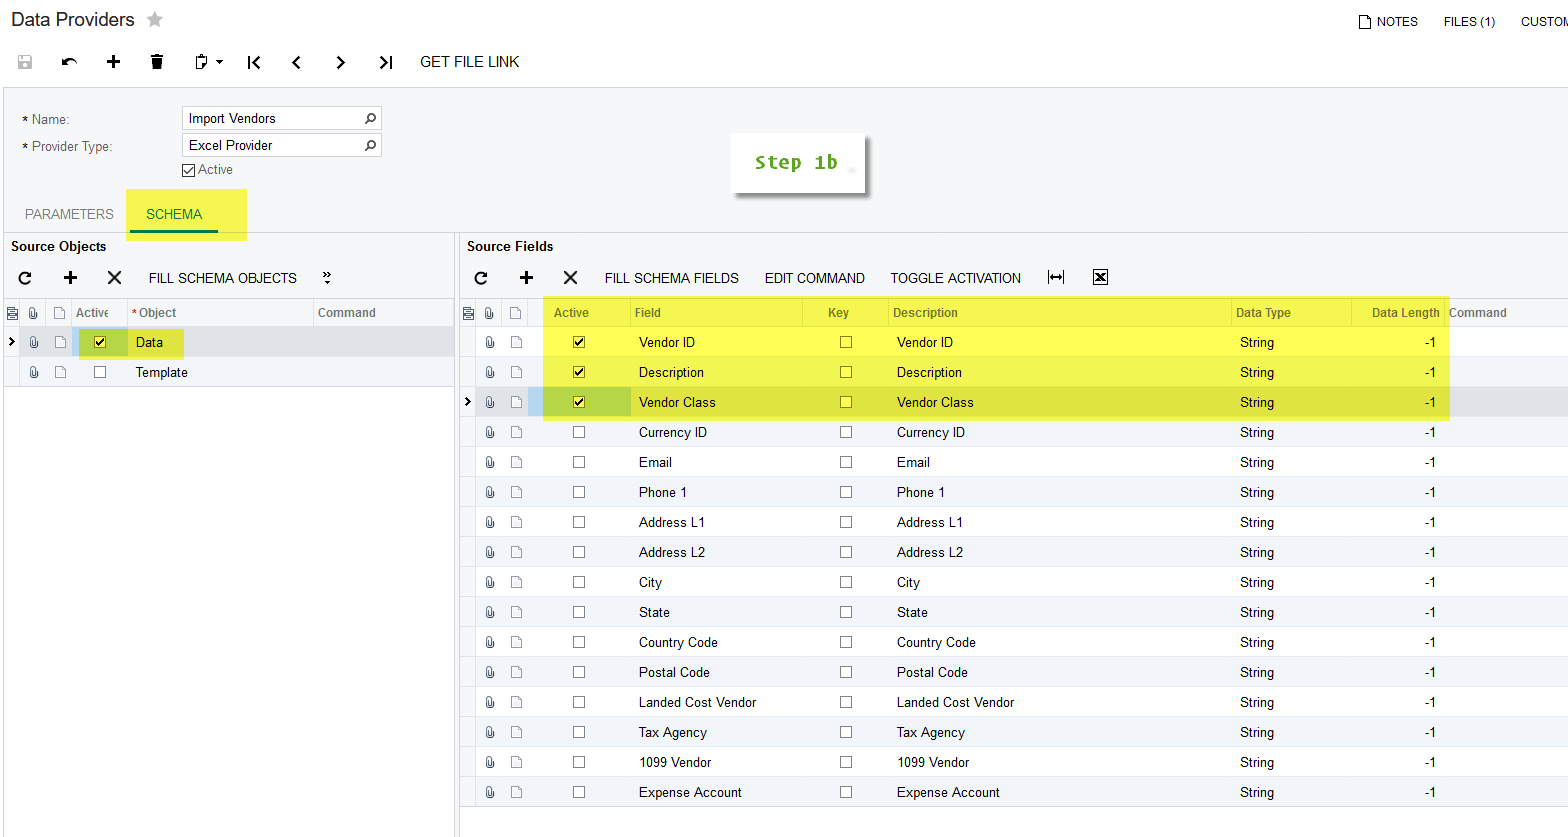 Data Providers
NOTES FILES (1) CUSTOM
GET FILE LINK
* Name: Import Vendors
* Provider Type: Excel Provider
Active
Step 1b
PARAMETERS SCHEMA
Source Objects
FILL SCHEMA OBJECTS
Active * Object Command
Data
Template
Source Fields
FILL SCHEMA FIELDS EDIT COMMAND TOGGLE ACTIVATION
Active Field Key Description Data Type Data Length Command
Vendor ID Vendor ID String -1
Description Description String -1
Vendor Class Vendor Class String -1
Currency ID Currency ID String -1
Email Email String -1
Phone 1 Phone 1 String -1
Address L1 Address L1 String -1
Address L2 Address L2 String -1
City City String -1
State State String -1
Country Code Country Code String -1
Postal Code Postal Code String -1
Landed Cost Vendor Landed Cost Vendor String -1
Tax Agency Tax Agency String -1
1099 Vendor 1099 Vendor String -1
Expense Account Expense Account String -1